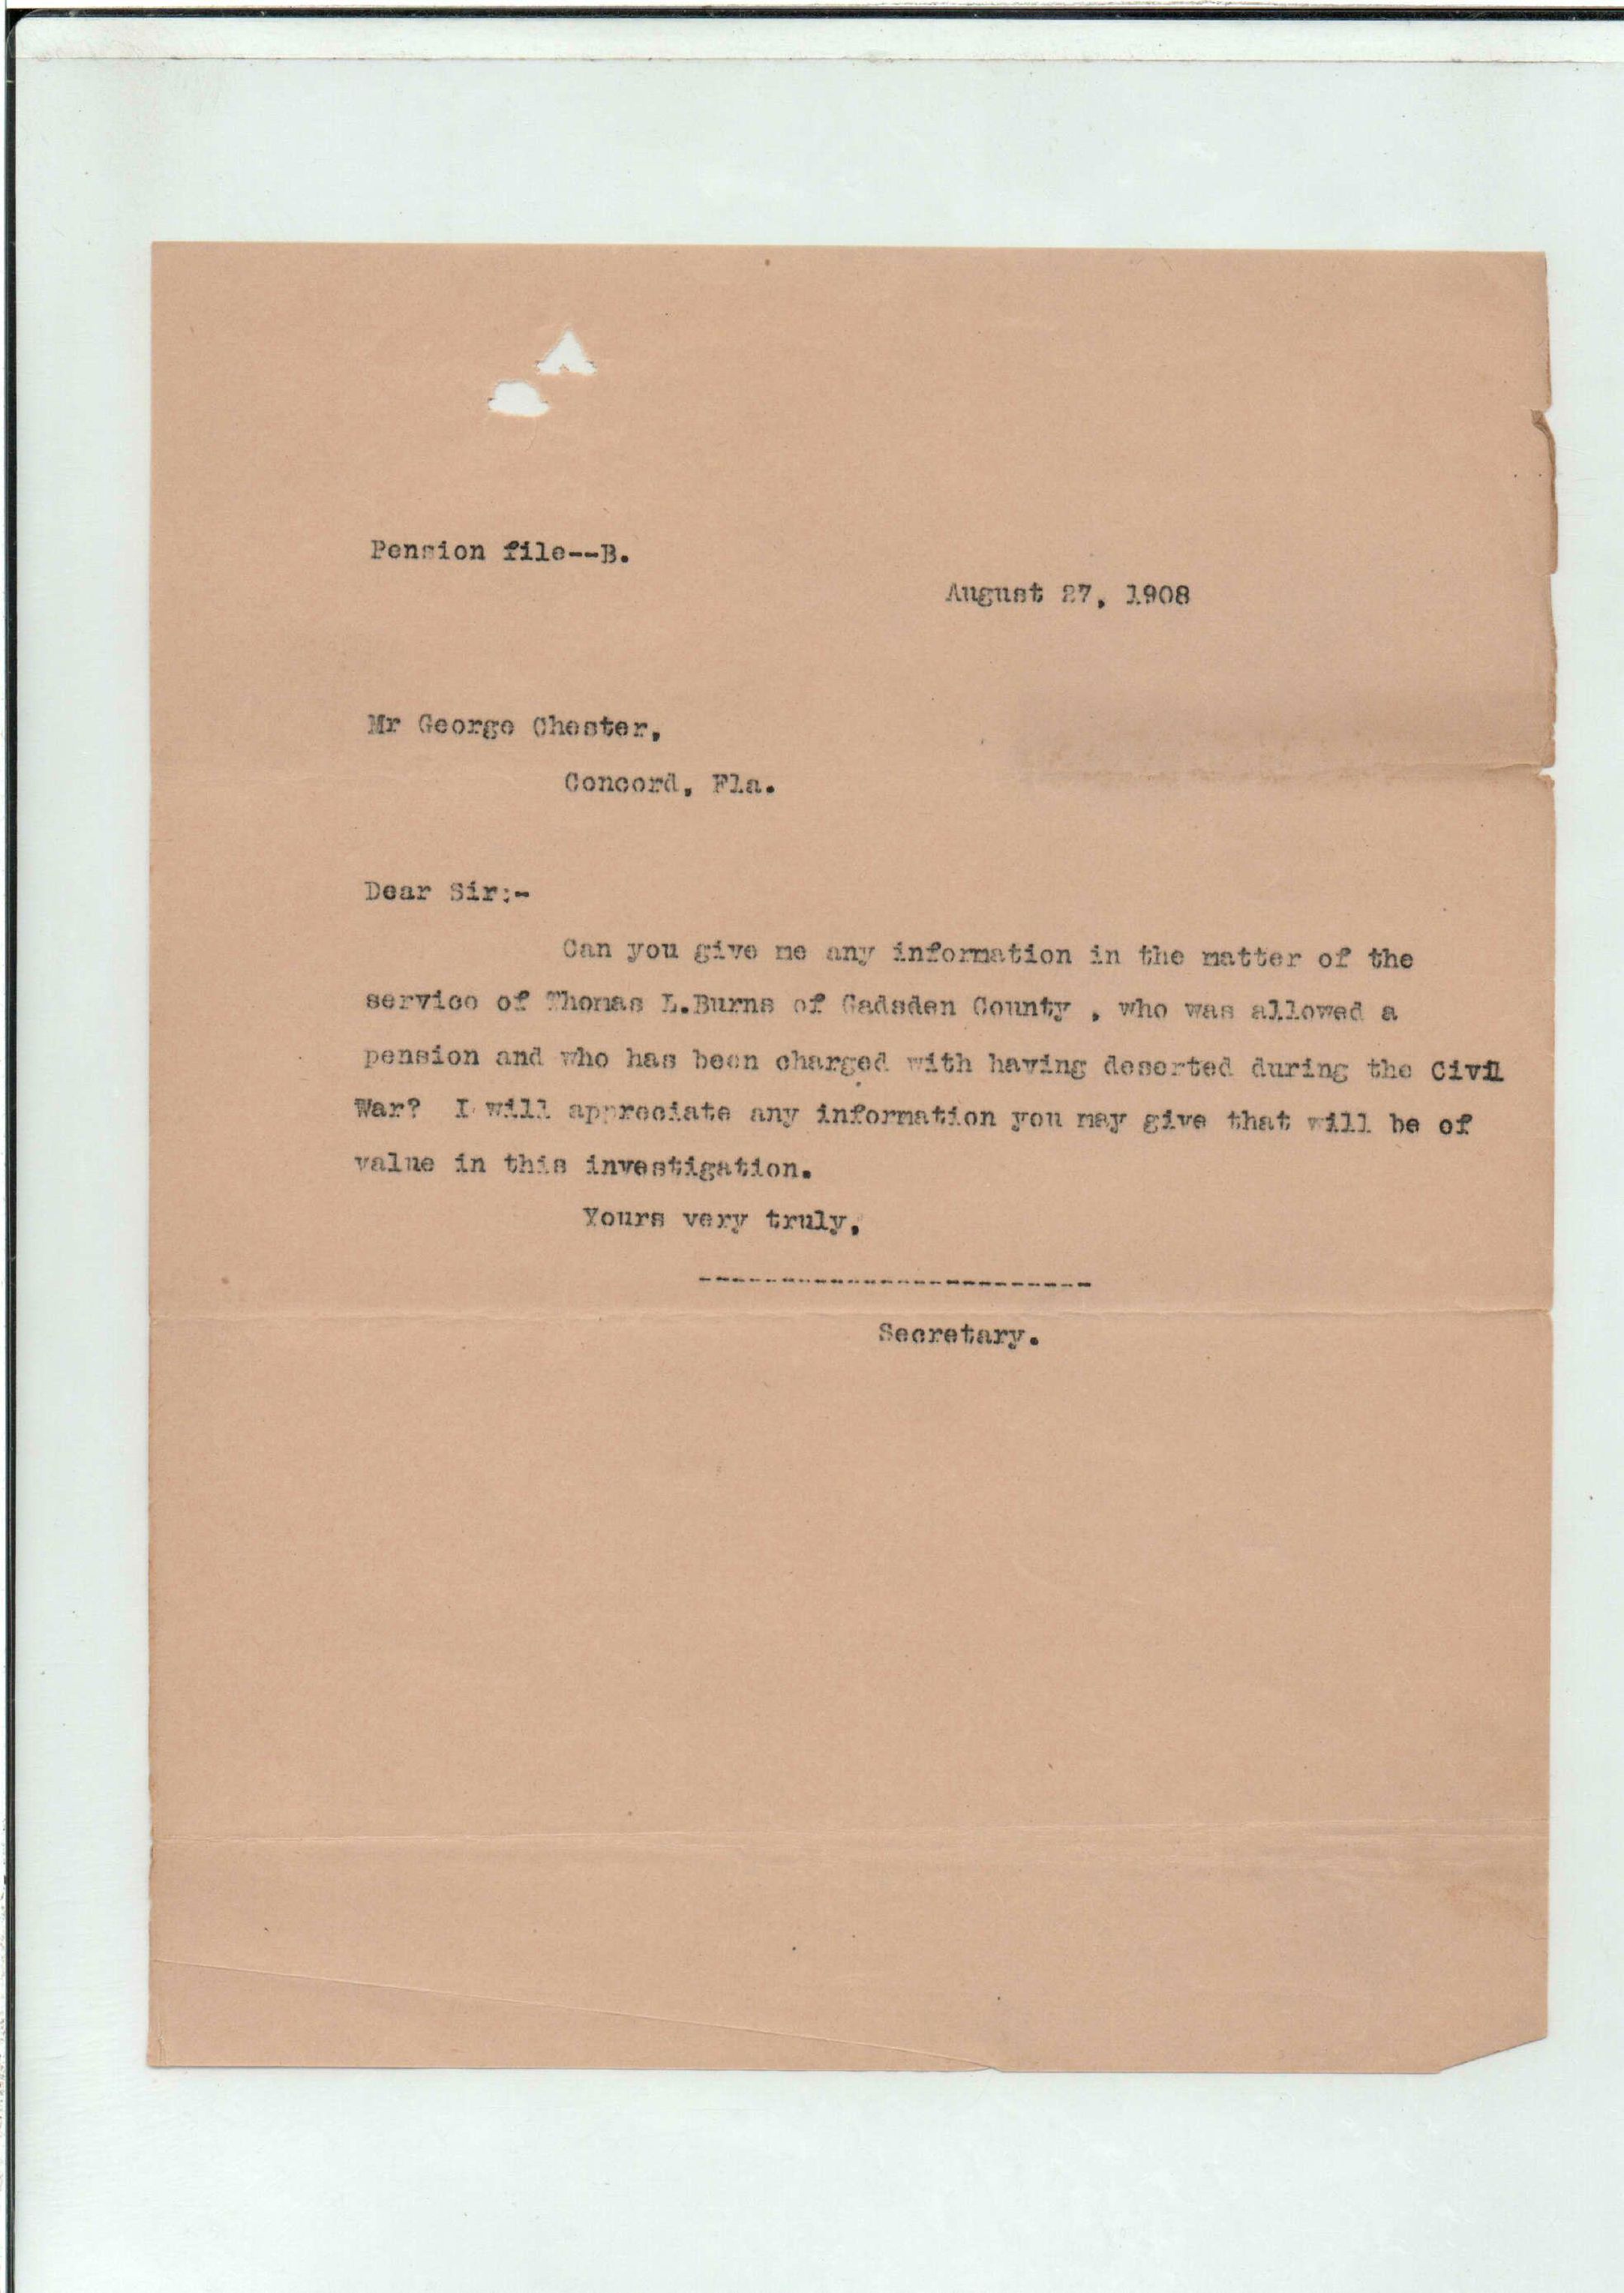 Pension file--B.
August 27, 1908
Mr George Chester,
Concord, Fla.
Dear Sir:-
Can you give me any information in the matter of the
service of Thomas L.Burns of Gadsden County , who was allowed a
pension and who has been charged with having deserted during the Civil
War? I will appreciate any information you may give that will be of
value in this investigation.
Yours very truly,
------------------------
Secretary.